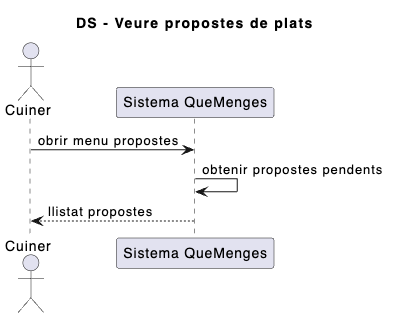 DS - Veure propostes de plats
Cuiner
Sistema QueMenges
obrir menu propostes
obtenir propostes pendents
llistat propostes
Cuiner
Sistema QueMenges